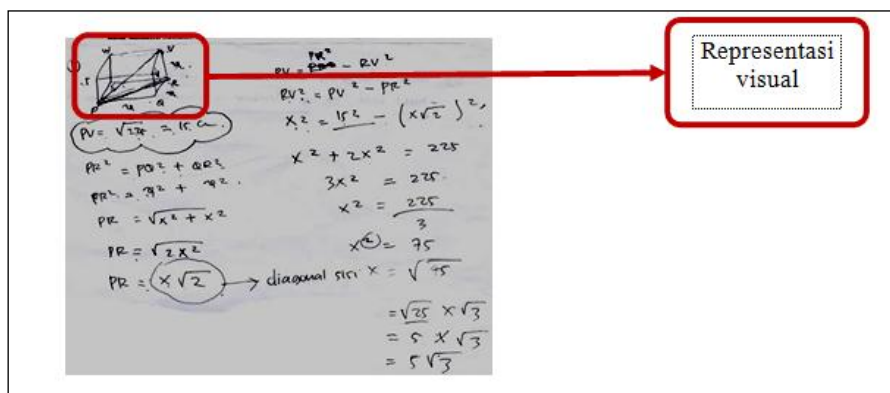 Representasi
visual
W V
PV = √225 = 15 cm
PR² = PQ² + QR²
PR = √x² + x²
PR = √2x²
PR = x√2 → diagonal sisi
PR²
PV = - RV²
RV² = PV² - PR²
x² = 15² - (x√2)²
x² + 2x² = 225
3x² = 225
x² = 225
3
x² = 75
x = √75
= √25 x √3
= 5 x √3
= 5√3